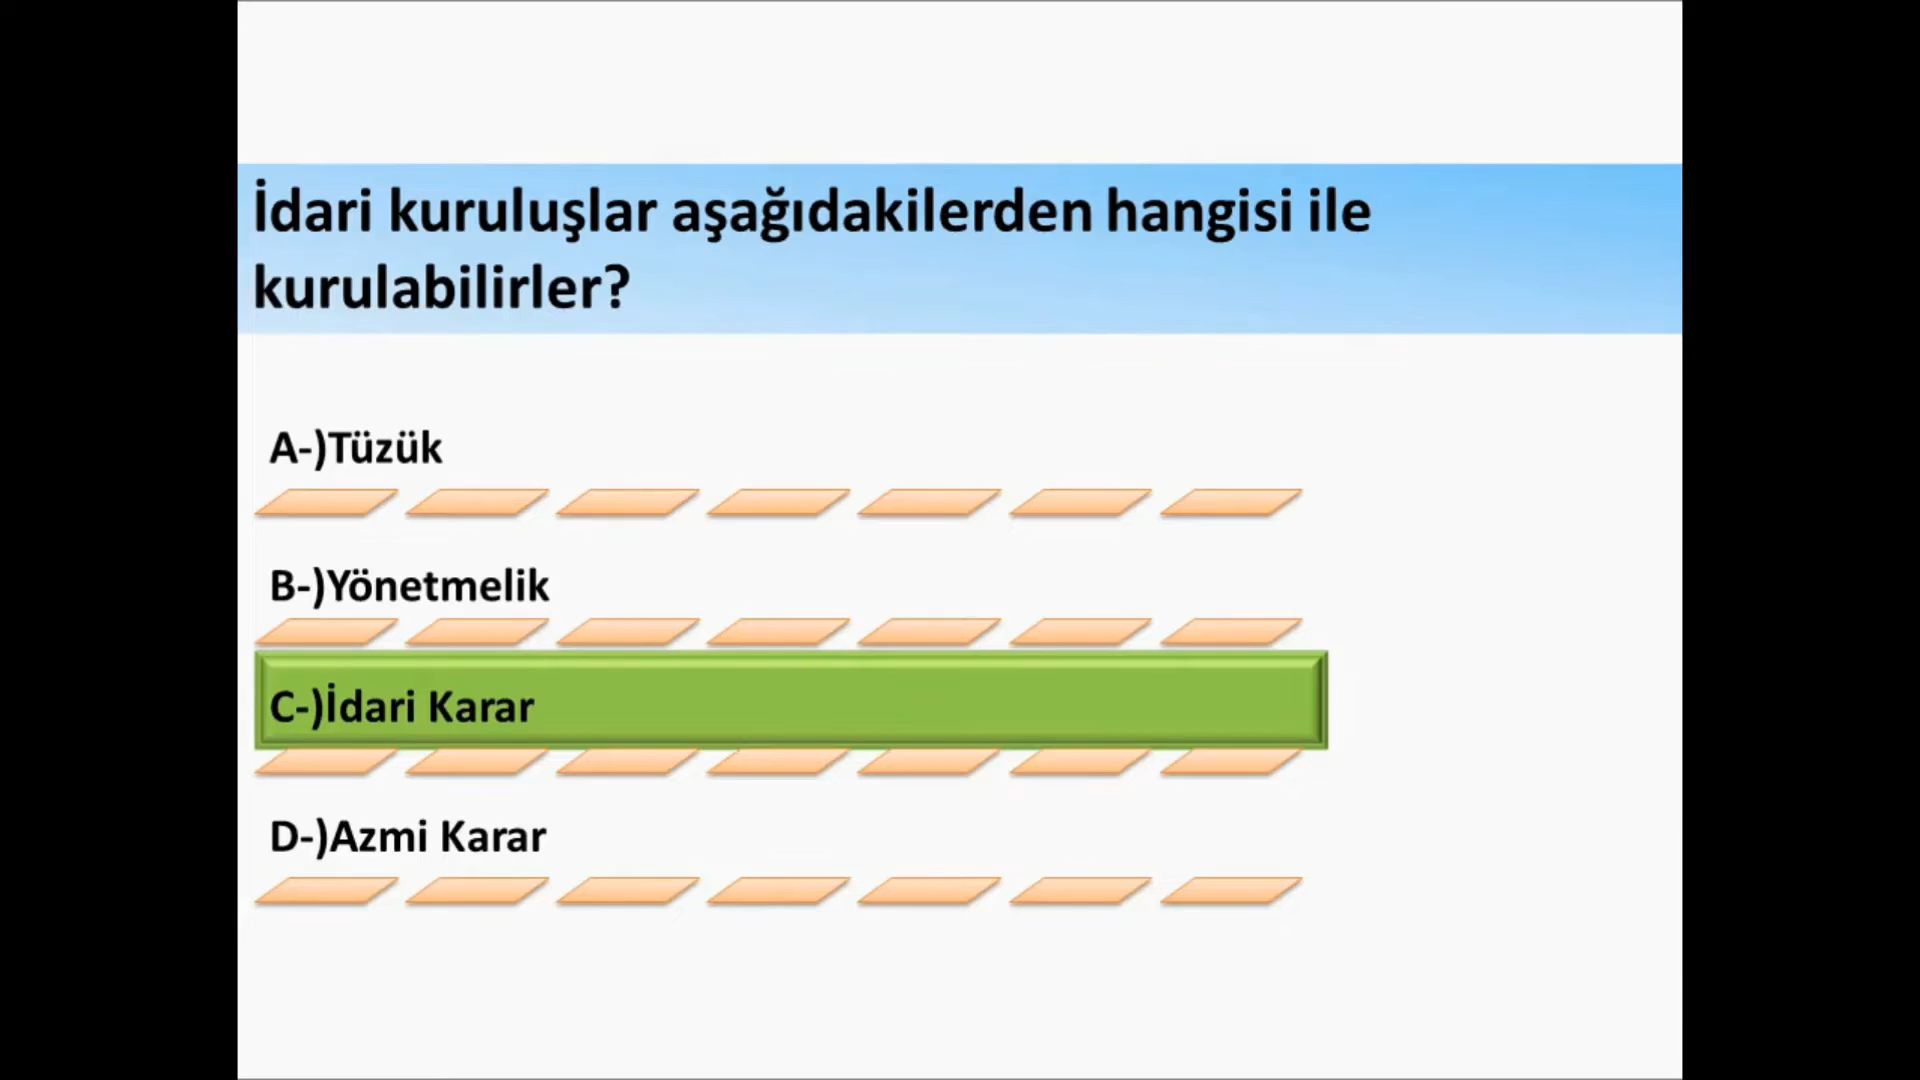 İdari kuruluşlar aşağıdakilerden hangisi ile
kurulabilirler?
A-)Tüzük
B-)Yönetmelik
C-)İdari Karar
D-)Azmi Karar